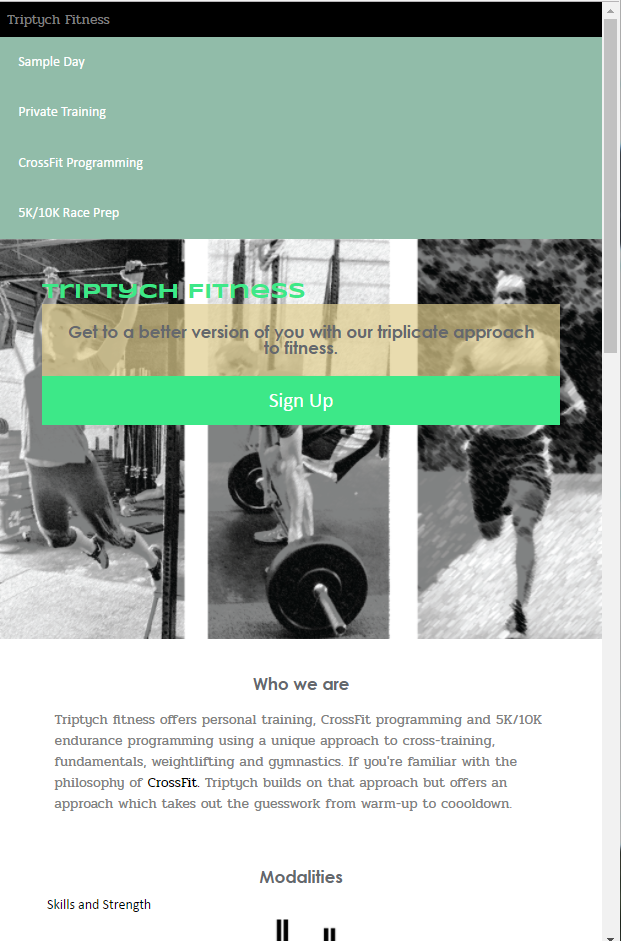 Triptych Fitness
Sample Day
Private Training
CrossFit Programming
5K/10K Race Prep
Triptych Fitness
Get to a better version of you with our triplicate approach
to fitness.
Sign Up
Who we are
Triptych fitness offers personal training, CrossFit programming and 5K/10K
endurance programming using a unique approach to cross-training,
fundamentals, weightlifting and gymnastics. If you're familiar with the
philosophy of CrossFit. Triptych builds on that approach but offers an
approach which takes out the guesswork from warm-up to coooldown.
Modalities
Skills and Strength